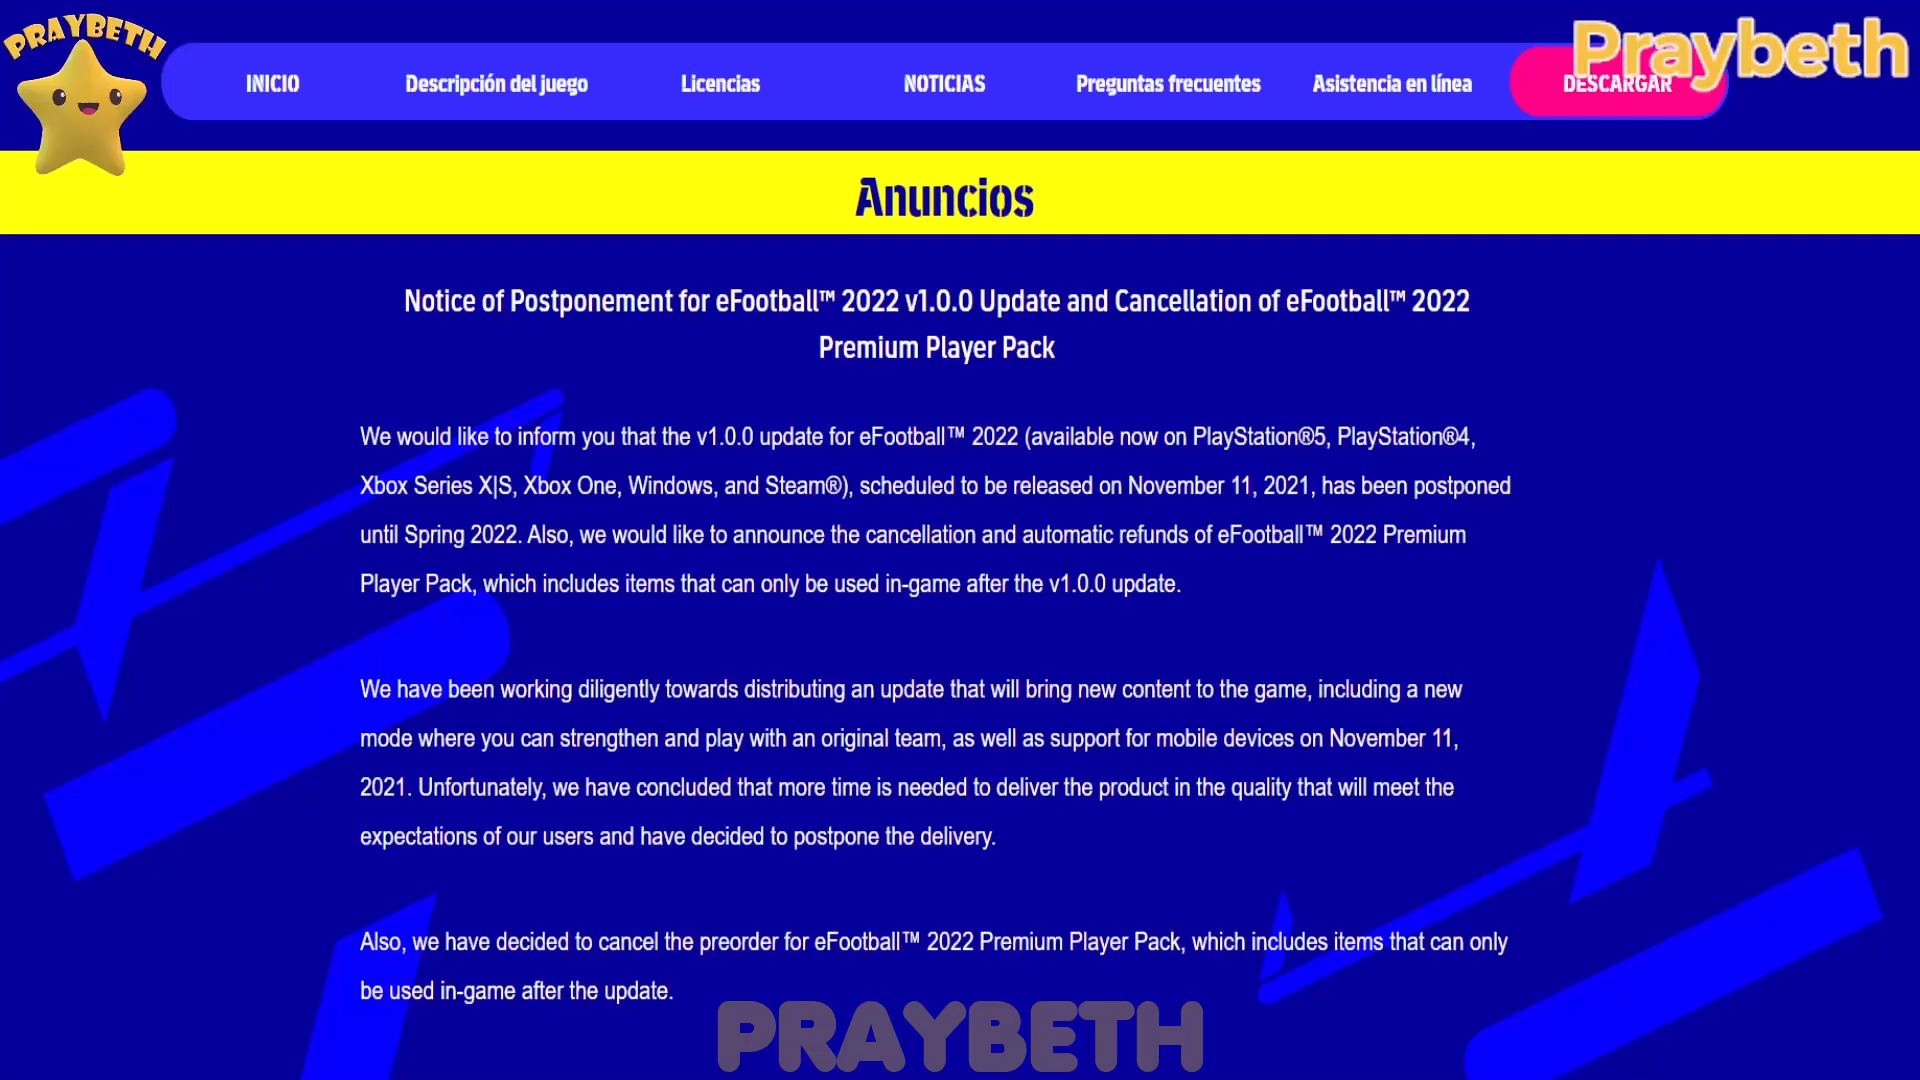 PRAYBETH
Praybeth
INICIO
Descripción del juego
Licencias
NOTICIAS
Preguntas frecuentes
Asistencia en línea
DESCARGAR
Anuncios
Notice of Postponement for eFootball™ 2022 v1.0.0 Update and Cancellation of eFootball™ 2022
Premium Player Pack
We would like to inform you that the v1.0.0 update for eFootball™ 2022 (available now on PlayStation®5, PlayStation®4,
Xbox Series X|S, Xbox One, Windows, and Steam®), scheduled to be released on November 11, 2021, has been postponed
until Spring 2022. Also, we would like to announce the cancellation and automatic refunds of eFootball™ 2022 Premium
Player Pack, which includes items that can only be used in-game after the v1.0.0 update.
We have been working diligently towards distributing an update that will bring new content to the game, including a new
mode where you can strengthen and play with an original team, as well as support for mobile devices on November 11,
2021. Unfortunately, we have concluded that more time is needed to deliver the product in the quality that will meet the
expectations of our users and have decided to postpone the delivery.
Also, we have decided to cancel the preorder for eFootball™ 2022 Premium Player Pack, which includes items that can only
be used in-game after the update.
PRAYBETH